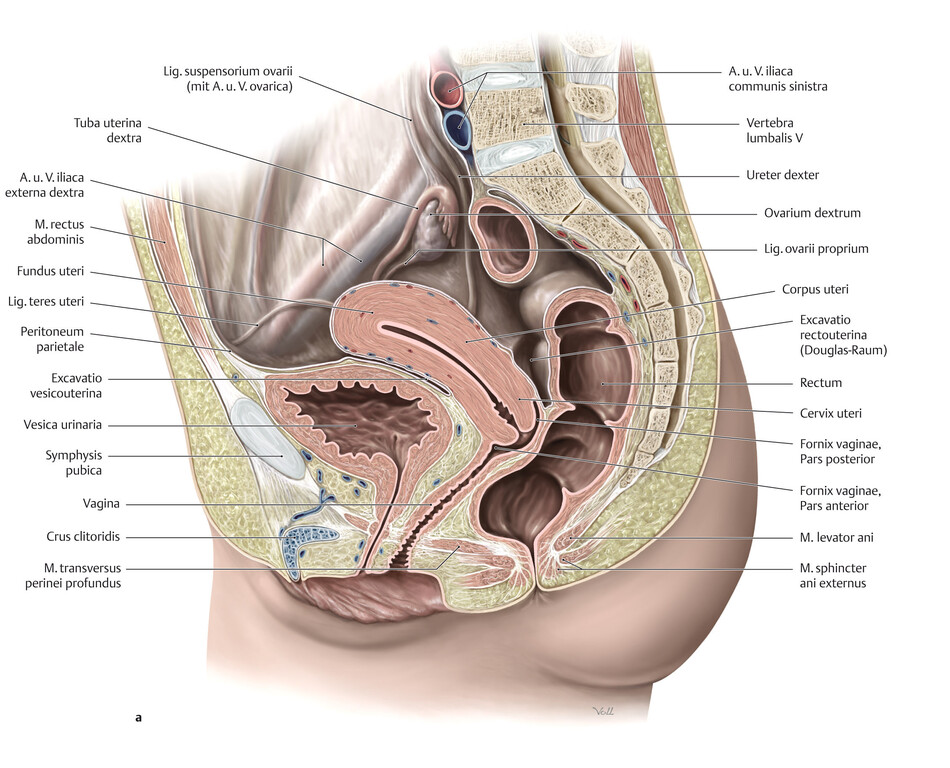 Lig. suspensorium ovarii
(mit A. u. V. ovarica)
Tuba uterina
dextra
A. u. V. iliaca
externa dextra
M. rectus
abdominis
Fundus uteri
Lig. teres uteri
Peritoneum
parietale
Excavatio
vesicouterina
Vesica urinaria
Symphysis
pubica
Vagina
Crus clitoridis
M. transversus
perinei profundus
A. u. V. iliaca
communis sinistra
Vertebra
lumbalis V
Ureter dexter
Ovarium dextrum
Lig. ovarii proprium
Corpus uteri
Excavatio
rectouterina
(Douglas-Raum)
Rectum
Cervix uteri
Fornix vaginae,
Pars posterior
Fornix vaginae,
Pars anterior
M. levator ani
M. sphincter
ani externus
a
Voll